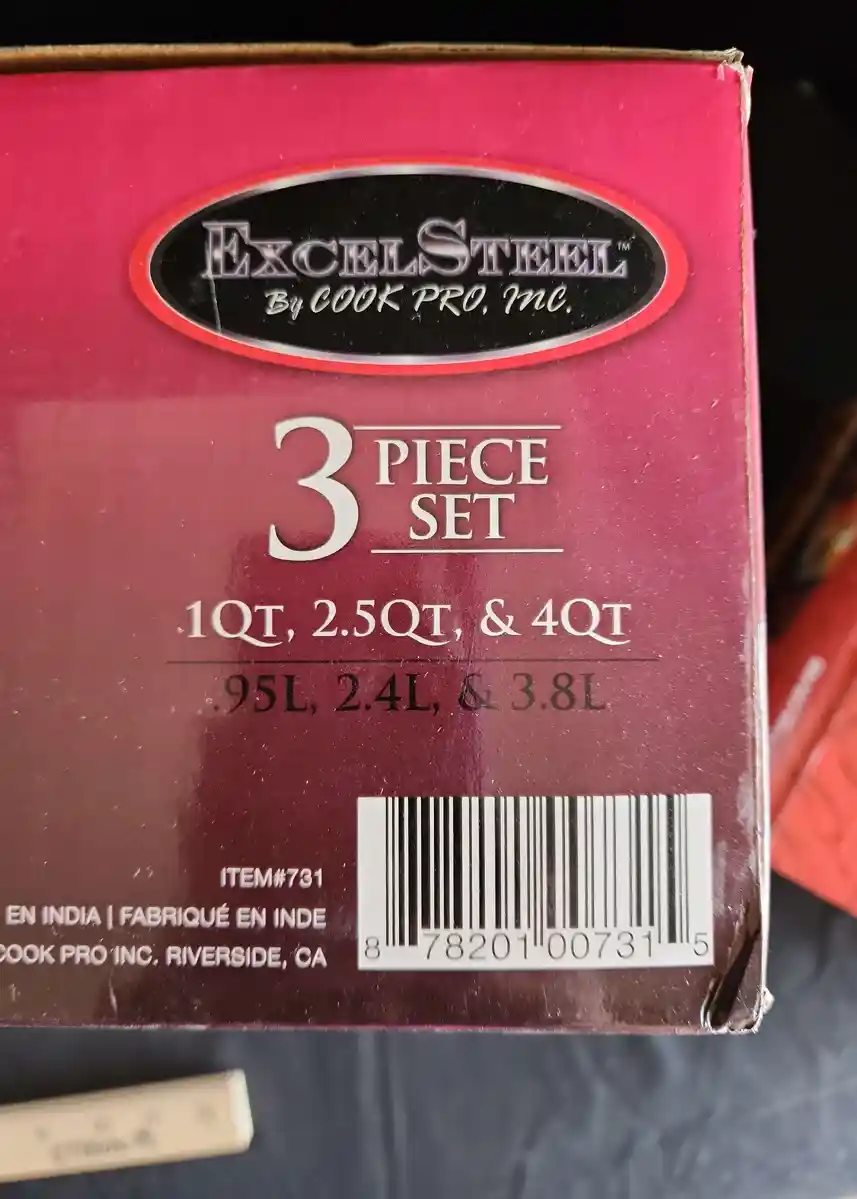 EXCELSTEEL™
By COOK PRO, INC.
3 PIECE
SET
1QT, 2.5QT, & 4QT
.95L, 2.4L, & 3.8L
ITEM#731
EN INDIA | FABRIQUÉ EN INDE
COOK PRO INC. RIVERSIDE, CA
8 78201 00731 5